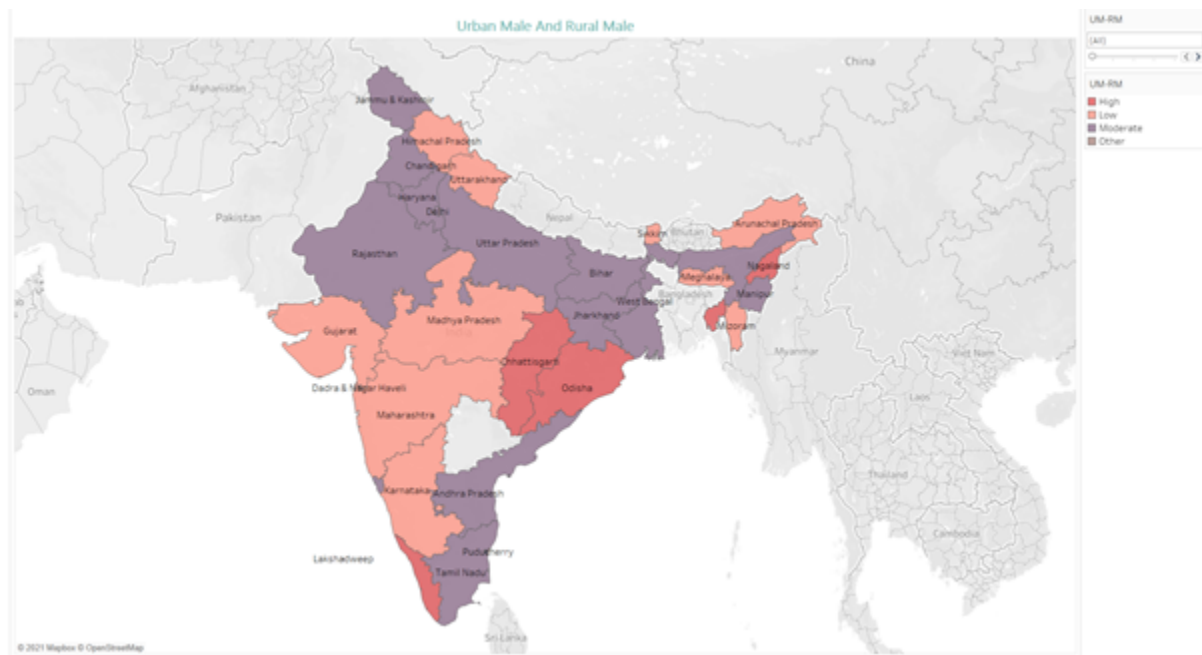 Urban Male And Rural Male
UM-RM
(All)
UM-RM
High
Low
Moderate
Other
China
Afghanistan
Jammu & Kashmir
Himachal Pradesh
Chandigarh
Uttarakhand
Haryana
Delhi
Pakistan
Nepal
Sikkim
Bhutan
Arunachal Pradesh
Rajasthan
Uttar Pradesh
Bihar
Meghalaya
Nagaland
Bangladesh
Manipur
West Bengal
Jharkhand
Mizoram
Gujarat
Madhya Pradesh
India
Myanmar
Viet Nam
Chhattisgarh
Oman
Dadra & Nagar Haveli
Odisha
Laos
Maharashtra
Thailand
Karnataka
Andhra Pradesh
Cambodia
Lakshadweep
Puducherry
Tamil Nadu
Sri Lanka
© 2021 Mapbox © OpenStreetMap